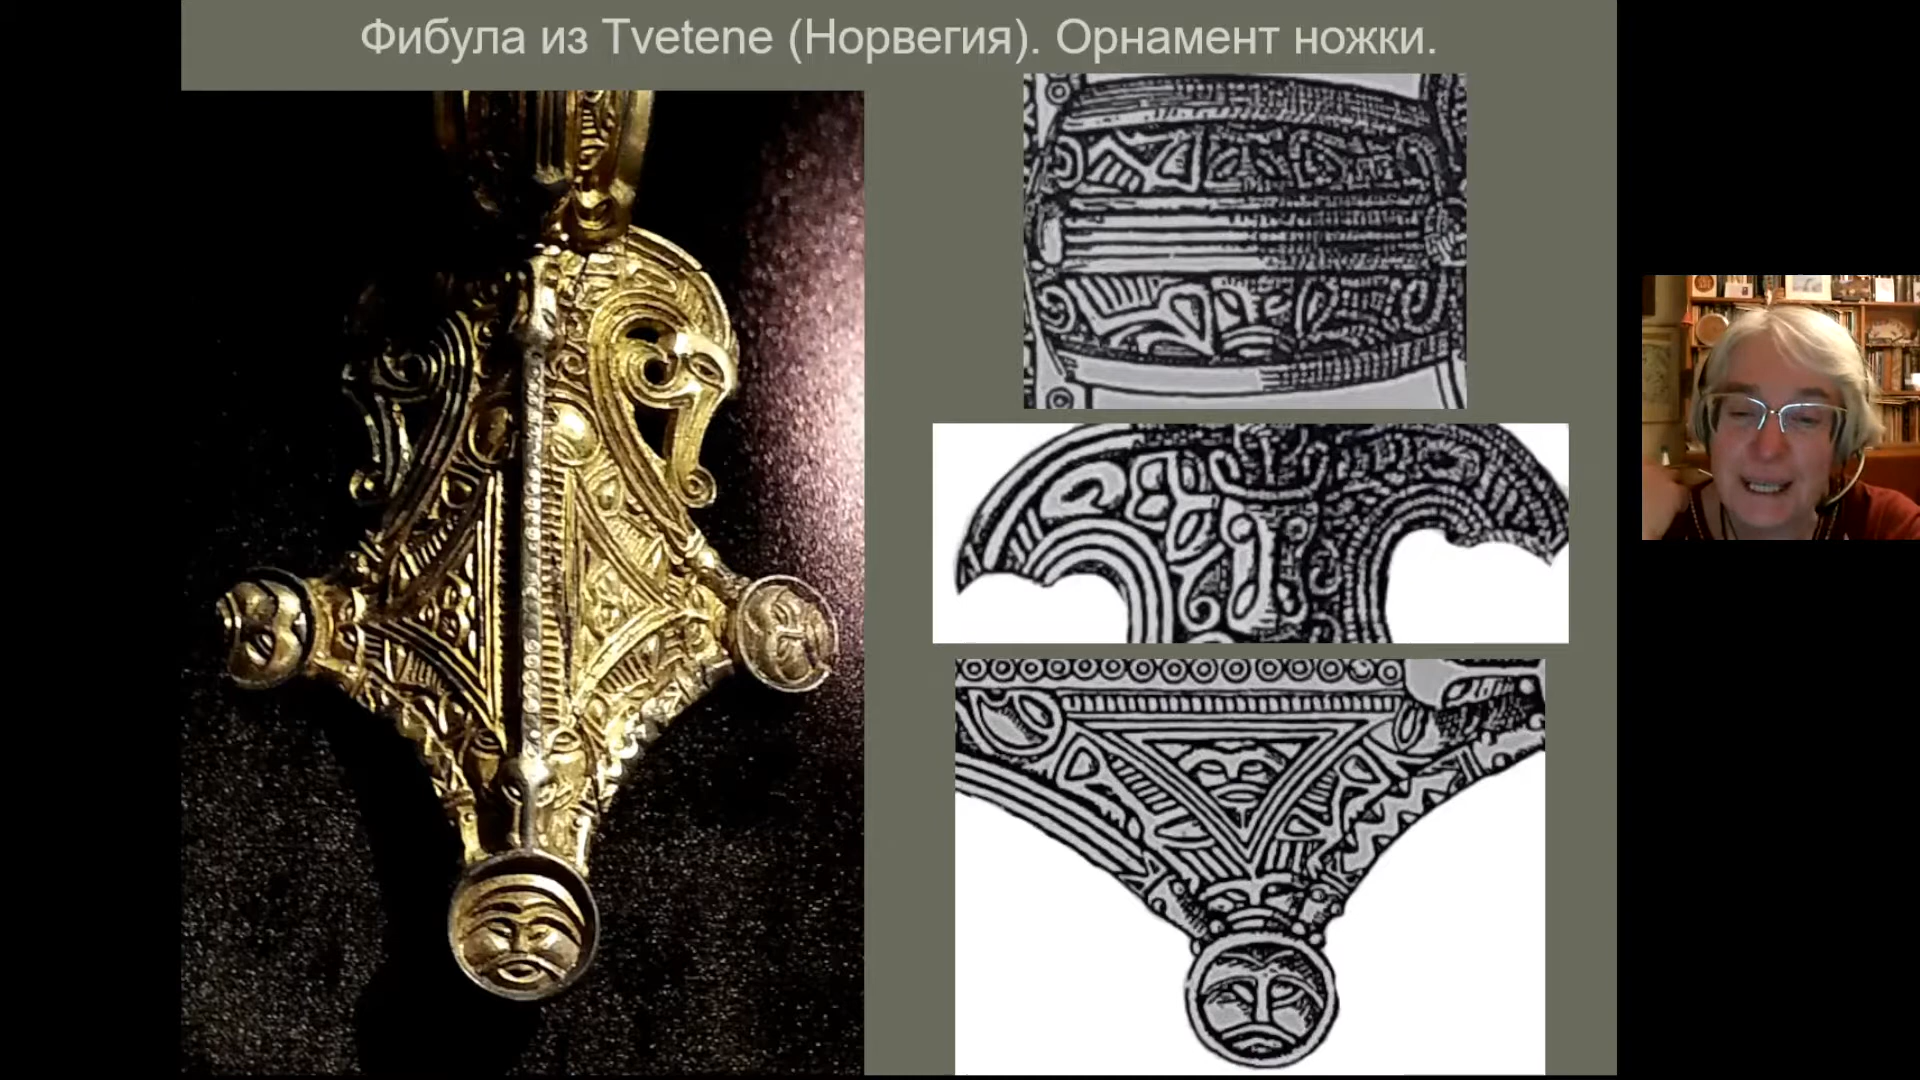 Фибула из Tvetene (Норвегия). Орнамент ножки.